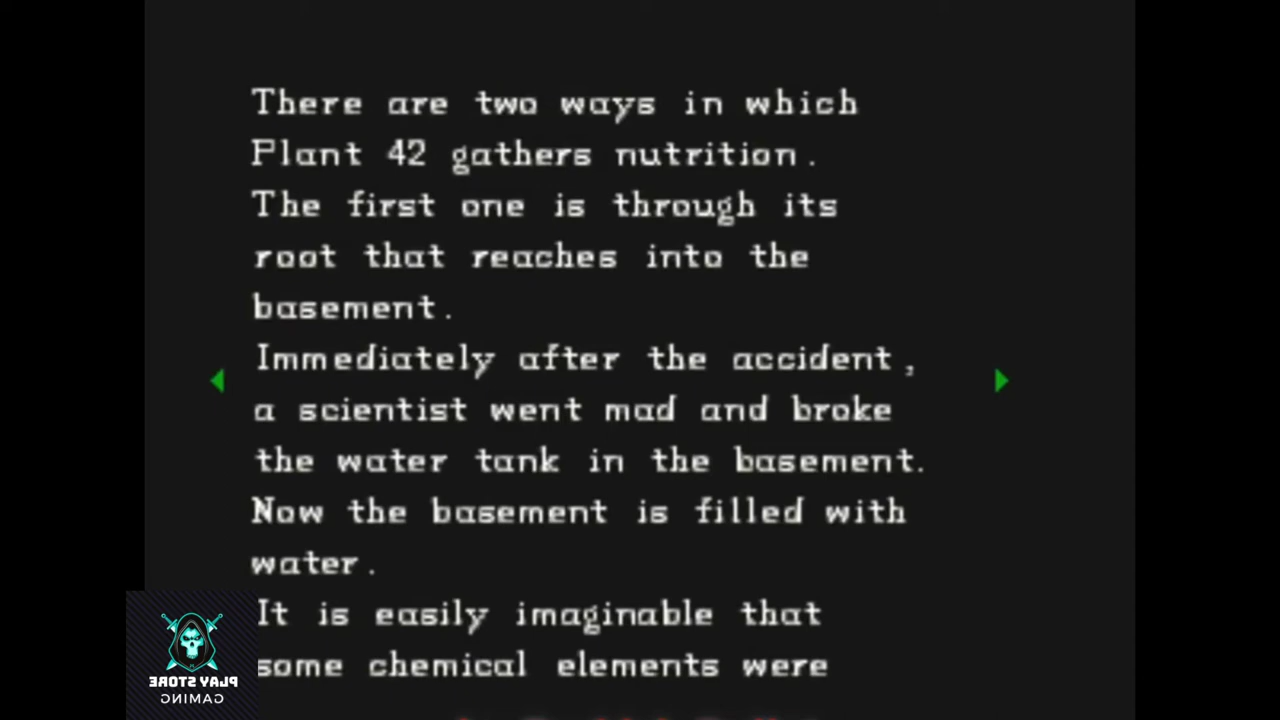 There are two ways in which
Plant 42 gathers nutrition.
The first one is through its
root that reaches into the
basement.
Immediately after the accident,
a scientist went mad and broke
the water tank in the basement.
Now the basement is filled with
water.
It is easily imaginable that
some chemical elements were
PLAY STORE
GAMING